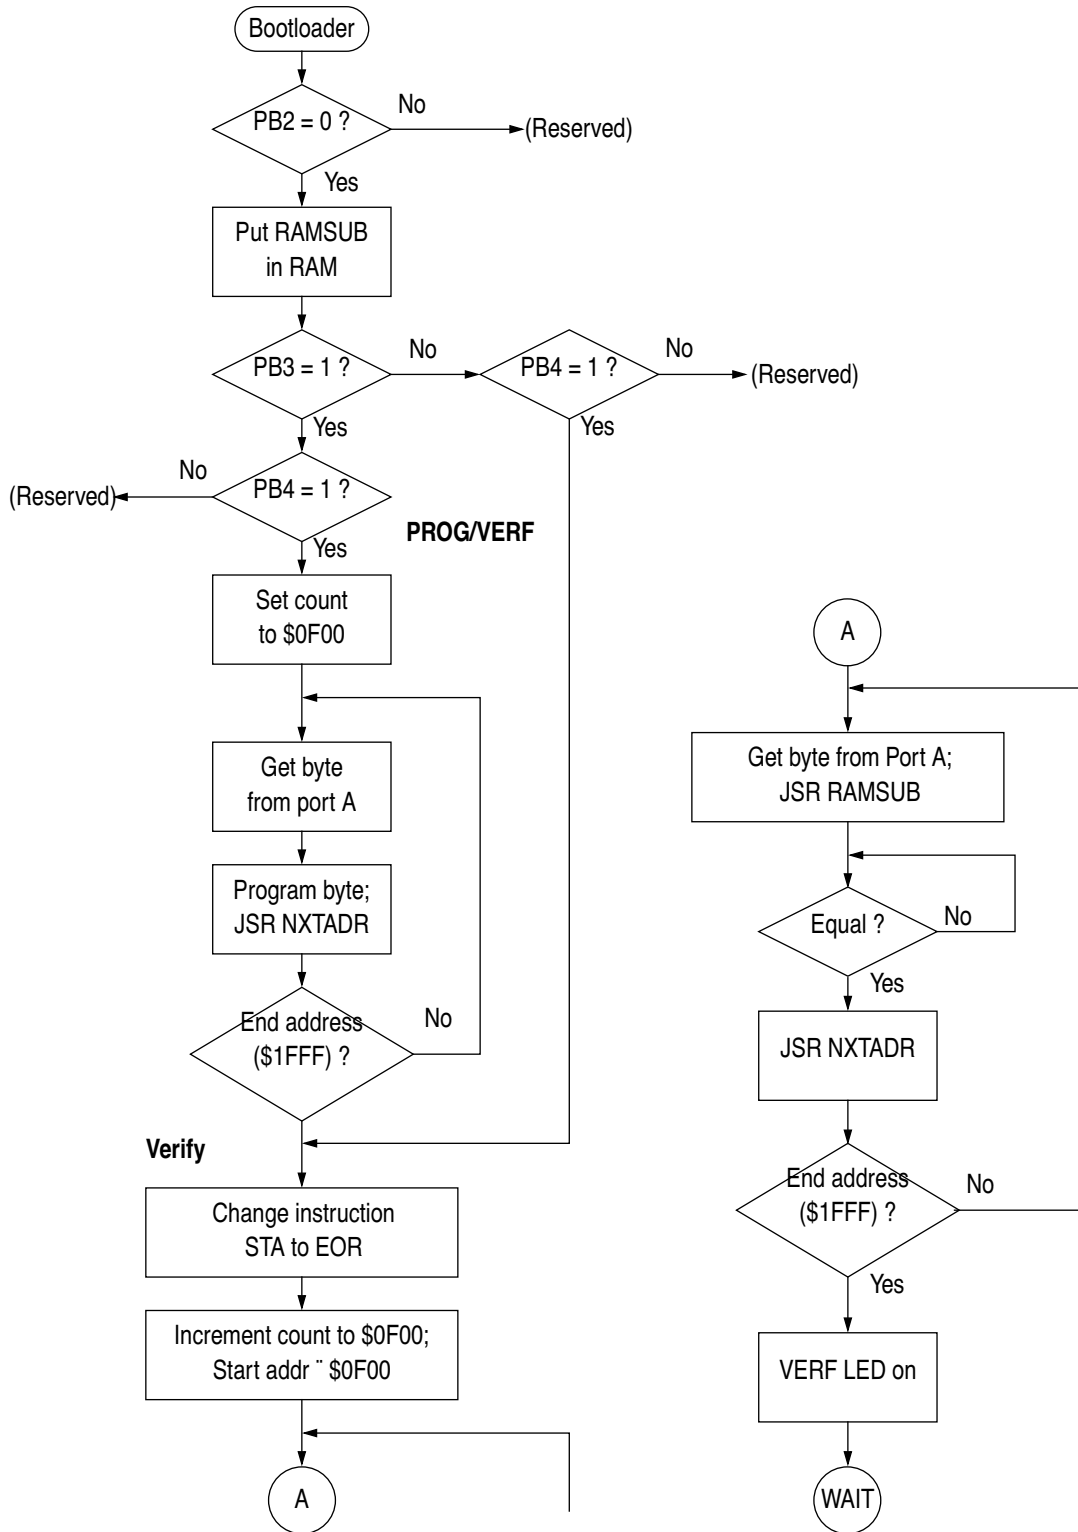 Bootloader
PB2 = 0 ?
No
(Reserved)
Yes
Put RAMSUB
in RAM
PB3 = 1 ?
No
PB4 = 1 ?
No
(Reserved)
Yes
Yes
(Reserved)
No
PB4 = 1 ?
PROG/VERF
Yes
Set count
to $0F00
Get byte
from port A
Program byte;
JSR NXTADR
End address
($1FFF) ?
No
Verify
Change instruction
STA to EOR
Increment count to $0F00;
Start addr ¨ $0F00
A
A
Get byte from Port A;
JSR RAMSUB
Equal ?
No
Yes
JSR NXTADR
End address
($1FFF) ?
No
Yes
VERF LED on
WAIT